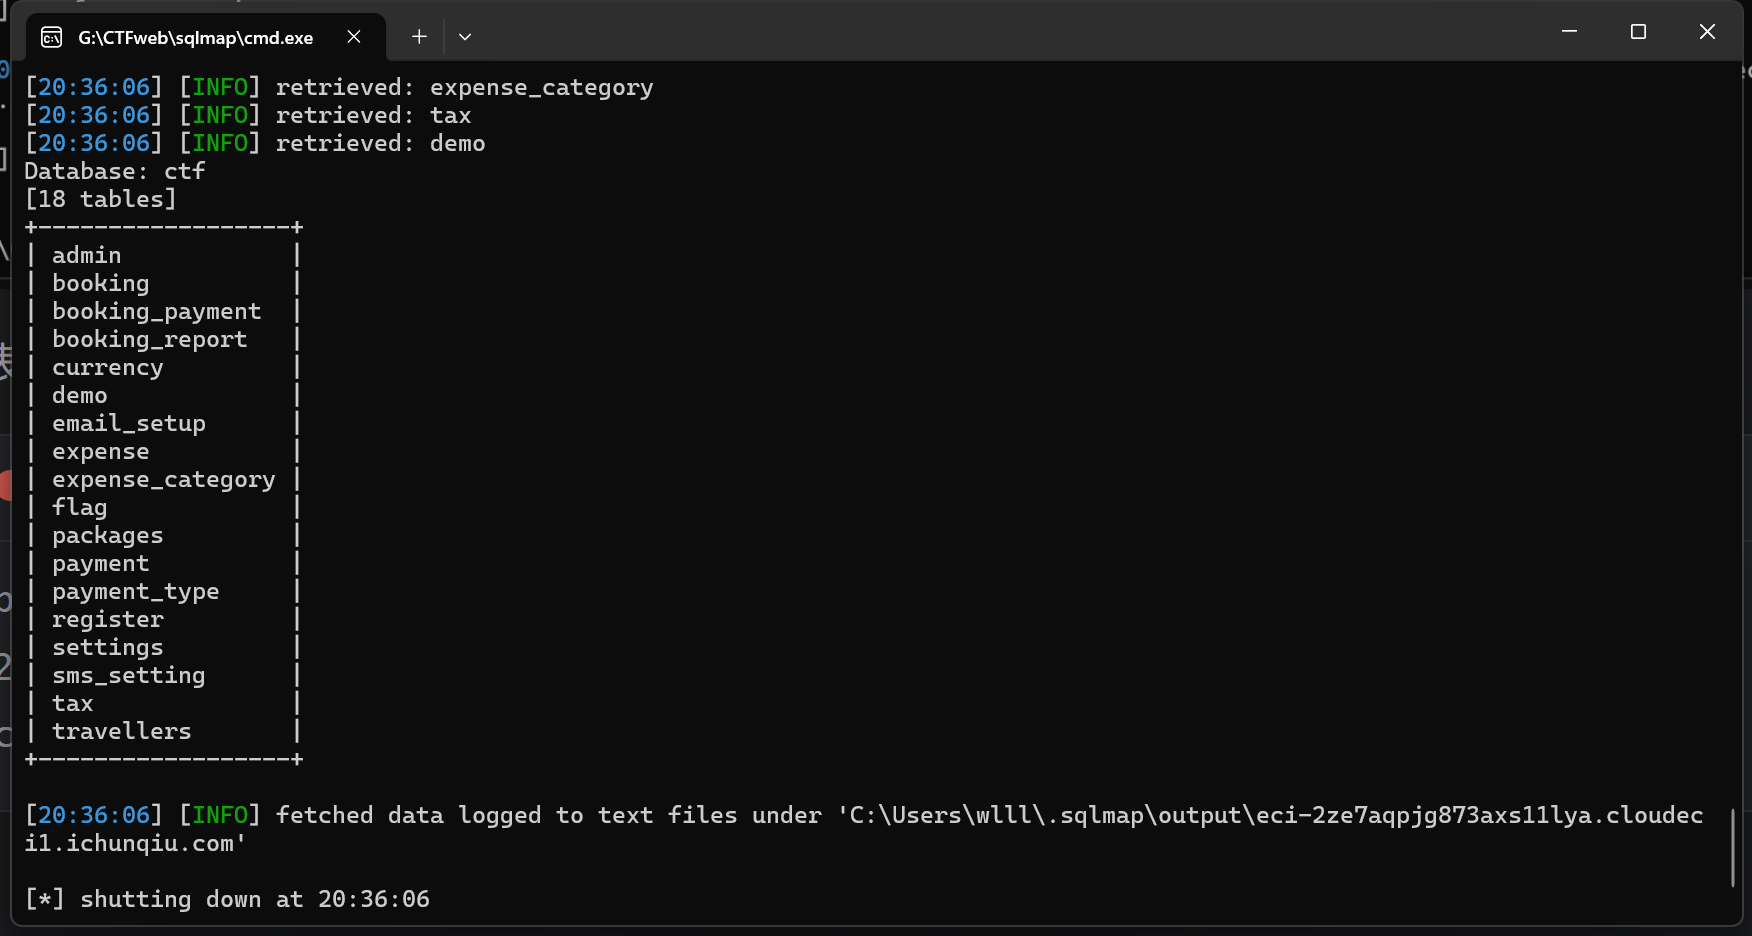 G:\CTFweb\sqlmap\cmd.exe
[20:36:06] [INFO] retrieved: expense_category
[20:36:06] [INFO] retrieved: tax
[20:36:06] [INFO] retrieved: demo
Database: ctf
[18 tables]
+------------------+
| admin            |
| booking          |
| booking_payment  |
| booking_report   |
| currency         |
| demo             |
| email_setup      |
| expense          |
| expense_category |
| flag             |
| packages         |
| payment          |
| payment_type     |
| register         |
| settings         |
| sms_setting      |
| tax              |
| travellers       |
+------------------+
[20:36:06] [INFO] fetched data logged to text files under 'C:\Users\wlll\.sqlmap\output\eci-2ze7aqpjg873axs11lya.cloudec
i1.ichunqiu.com'
[*] shutting down at 20:36:06